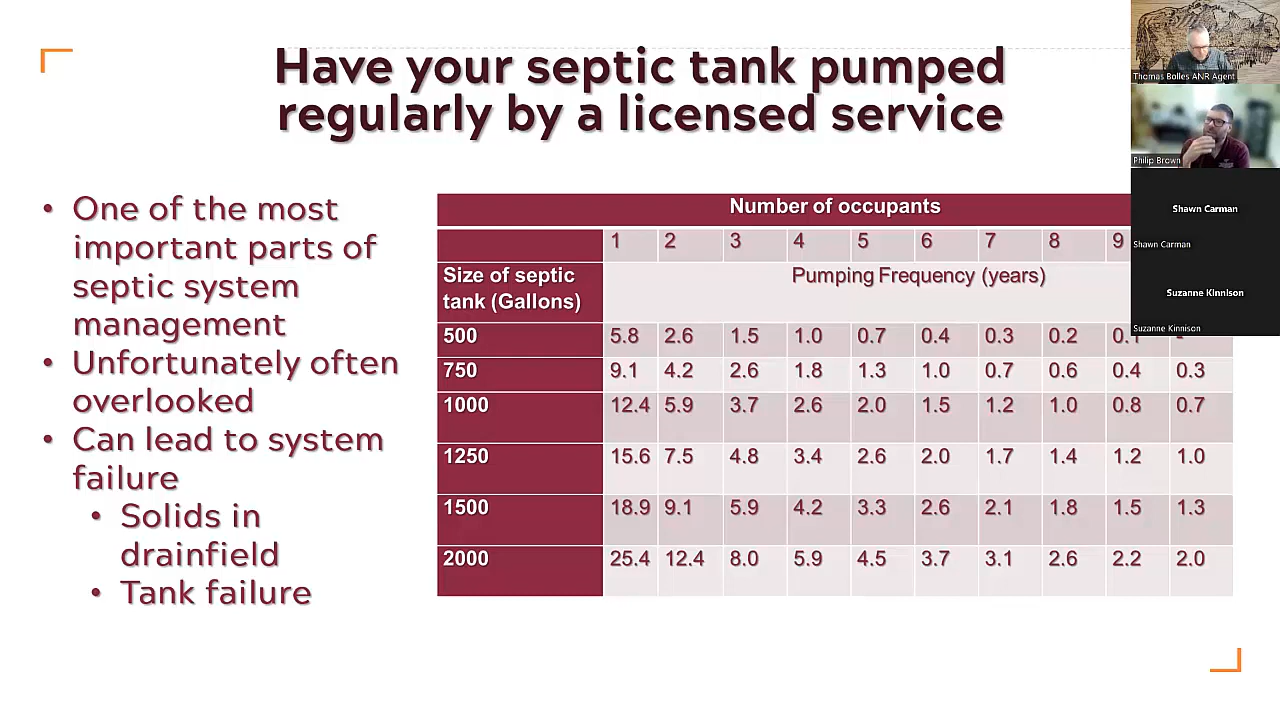 Have your septic tank pumped
regularly by a licensed service
• One of the most
important parts of
septic system
management
• Unfortunately often
overlooked
• Can lead to system
failure
• Solids in
drainfield
• Tank failure
Number of occupants
1 2 3 4 5 6 7 8 9
Size of septic
tank (Gallons)
Pumping Frequency (years)
500 5.8 2.6 1.5 1.0 0.7 0.4 0.3 0.2 0.1 -
750 9.1 4.2 2.6 1.8 1.3 1.0 0.7 0.6 0.4 0.3
1000 12.4 5.9 3.7 2.6 2.0 1.5 1.2 1.0 0.8 0.7
1250 15.6 7.5 4.8 3.4 2.6 2.0 1.7 1.4 1.2 1.0
1500 18.9 9.1 5.9 4.2 3.3 2.6 2.1 1.8 1.5 1.3
2000 25.4 12.4 8.0 5.9 4.5 3.7 3.1 2.6 2.2 2.0
Thomas Bolles ANR Agent
Philip Brown
Shawn Carman
Shawn Carman
Suzanne Kinnison
Suzanne Kinnison